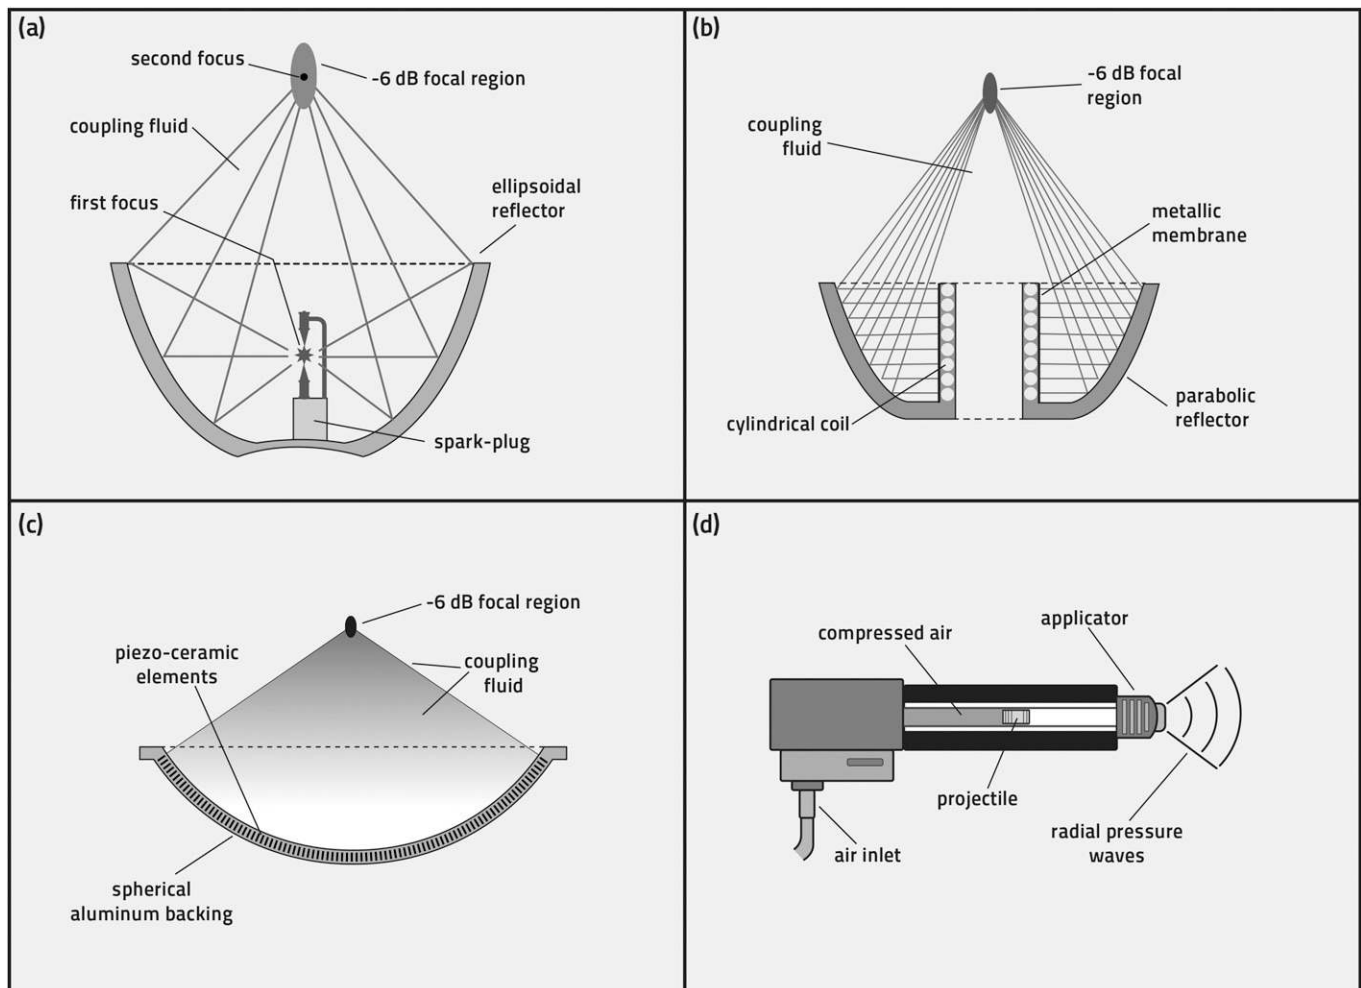 (a)
second focus
-6 dB focal region
coupling fluid
first focus
ellipsoidal
reflector
spark-plug
(b)
-6 dB focal
region
coupling
fluid
metallic
membrane
cylindrical coil
parabolic
reflector
(c)
-6 dB focal region
piezo-ceramic
elements
coupling
fluid
spherical
aluminum backing
(d)
compressed air
applicator
projectile
air inlet
radial pressure
waves